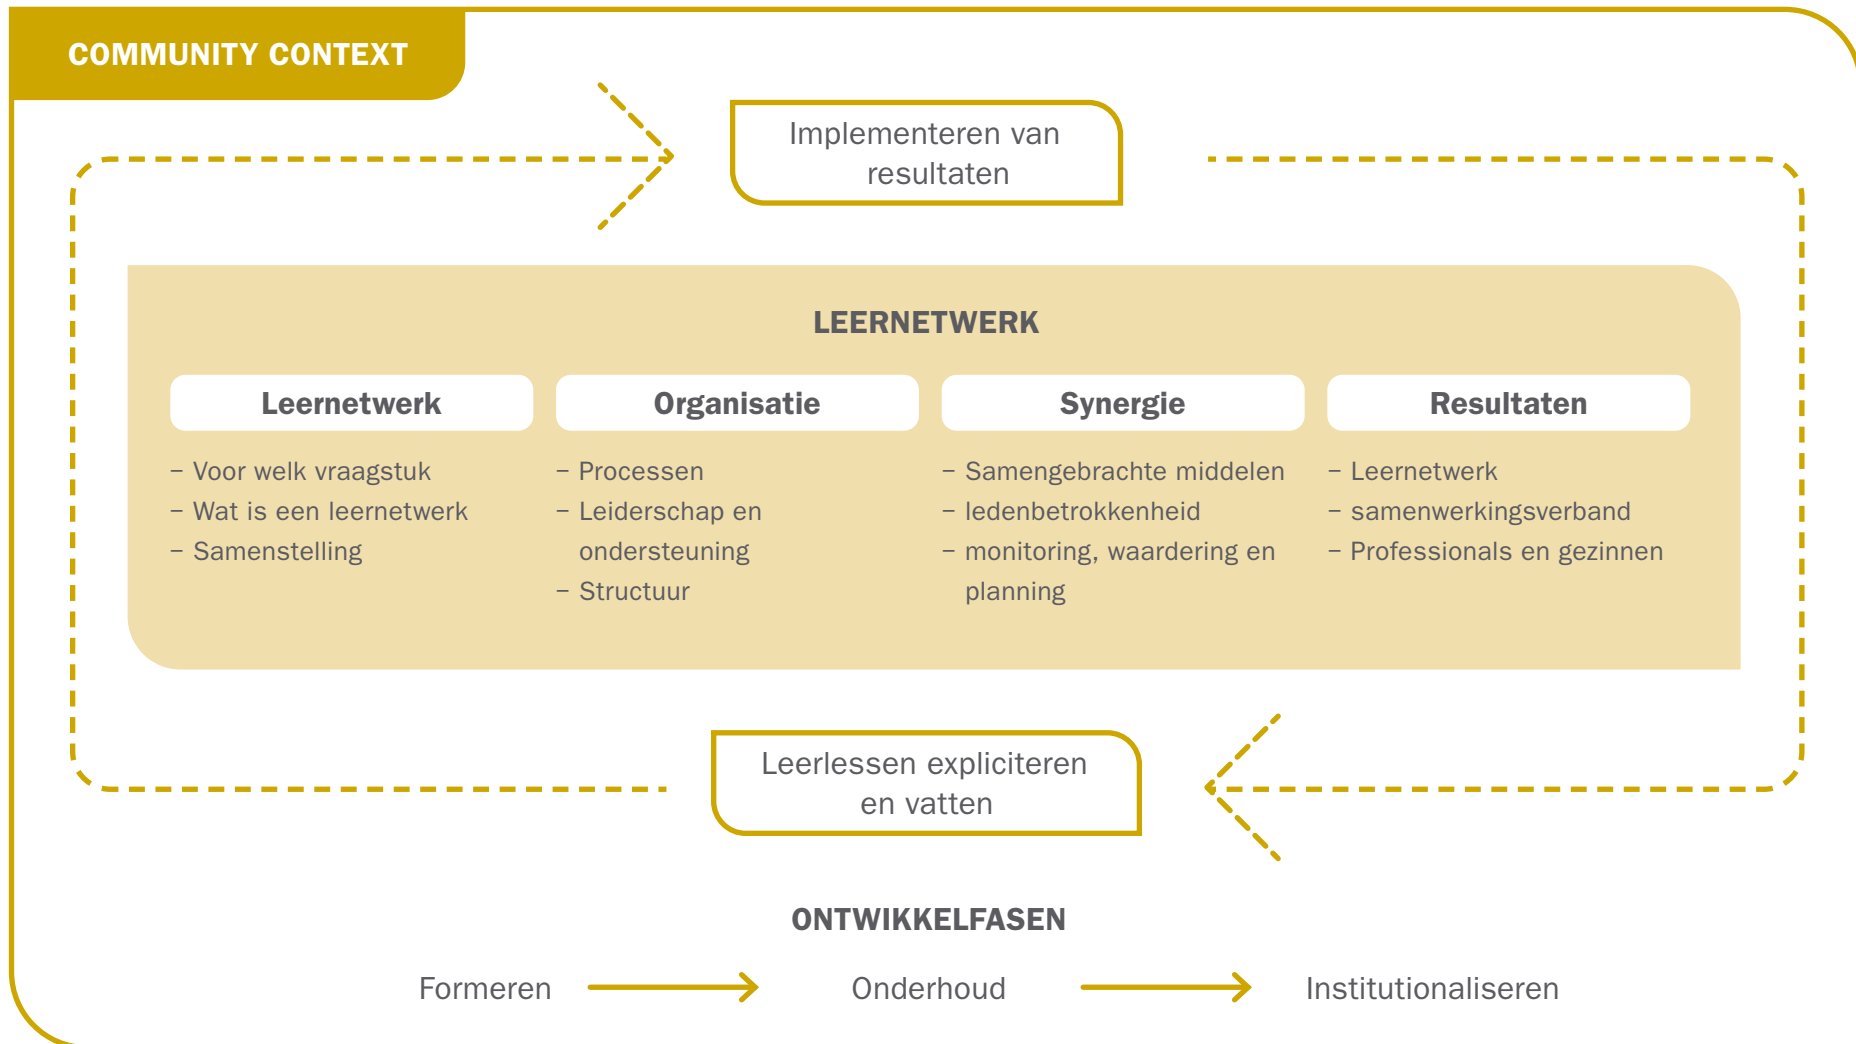 COMMUNITY CONTEXT
Implementeren van
resultaten
LEERNETWERK
Leernetwerk
– Voor welk vraagstuk
– Wat is een leernetwerk
– Samenstelling
Organisatie
– Processen
– Leiderschap en
ondersteuning
– Structuur
Synergie
– Samengebrachte middelen
– ledenbetrokkenheid
– monitoring, waardering en
planning
Resultaten
– Leernetwerk
– samenwerkingsverband
– Professionals en gezinnen
Leerlessen expliciteren
en vatten
ONTWIKKELFASEN
Formeren
Onderhoud
Institutionaliseren